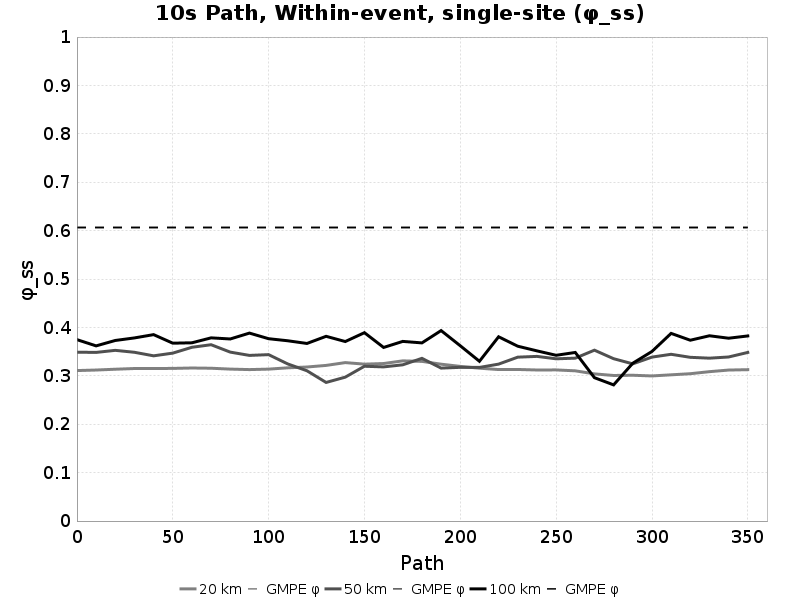 10s Path, Within-event, single-site (φ_ss)
1
0.9
0.8
0.7
0.6
0.5
0.4
0.3
0.2
0.1
0
φ_ss
0 50 100 150 200 250 300 350
Path
20 km GMPE φ 50 km GMPE φ 100 km GMPE φ